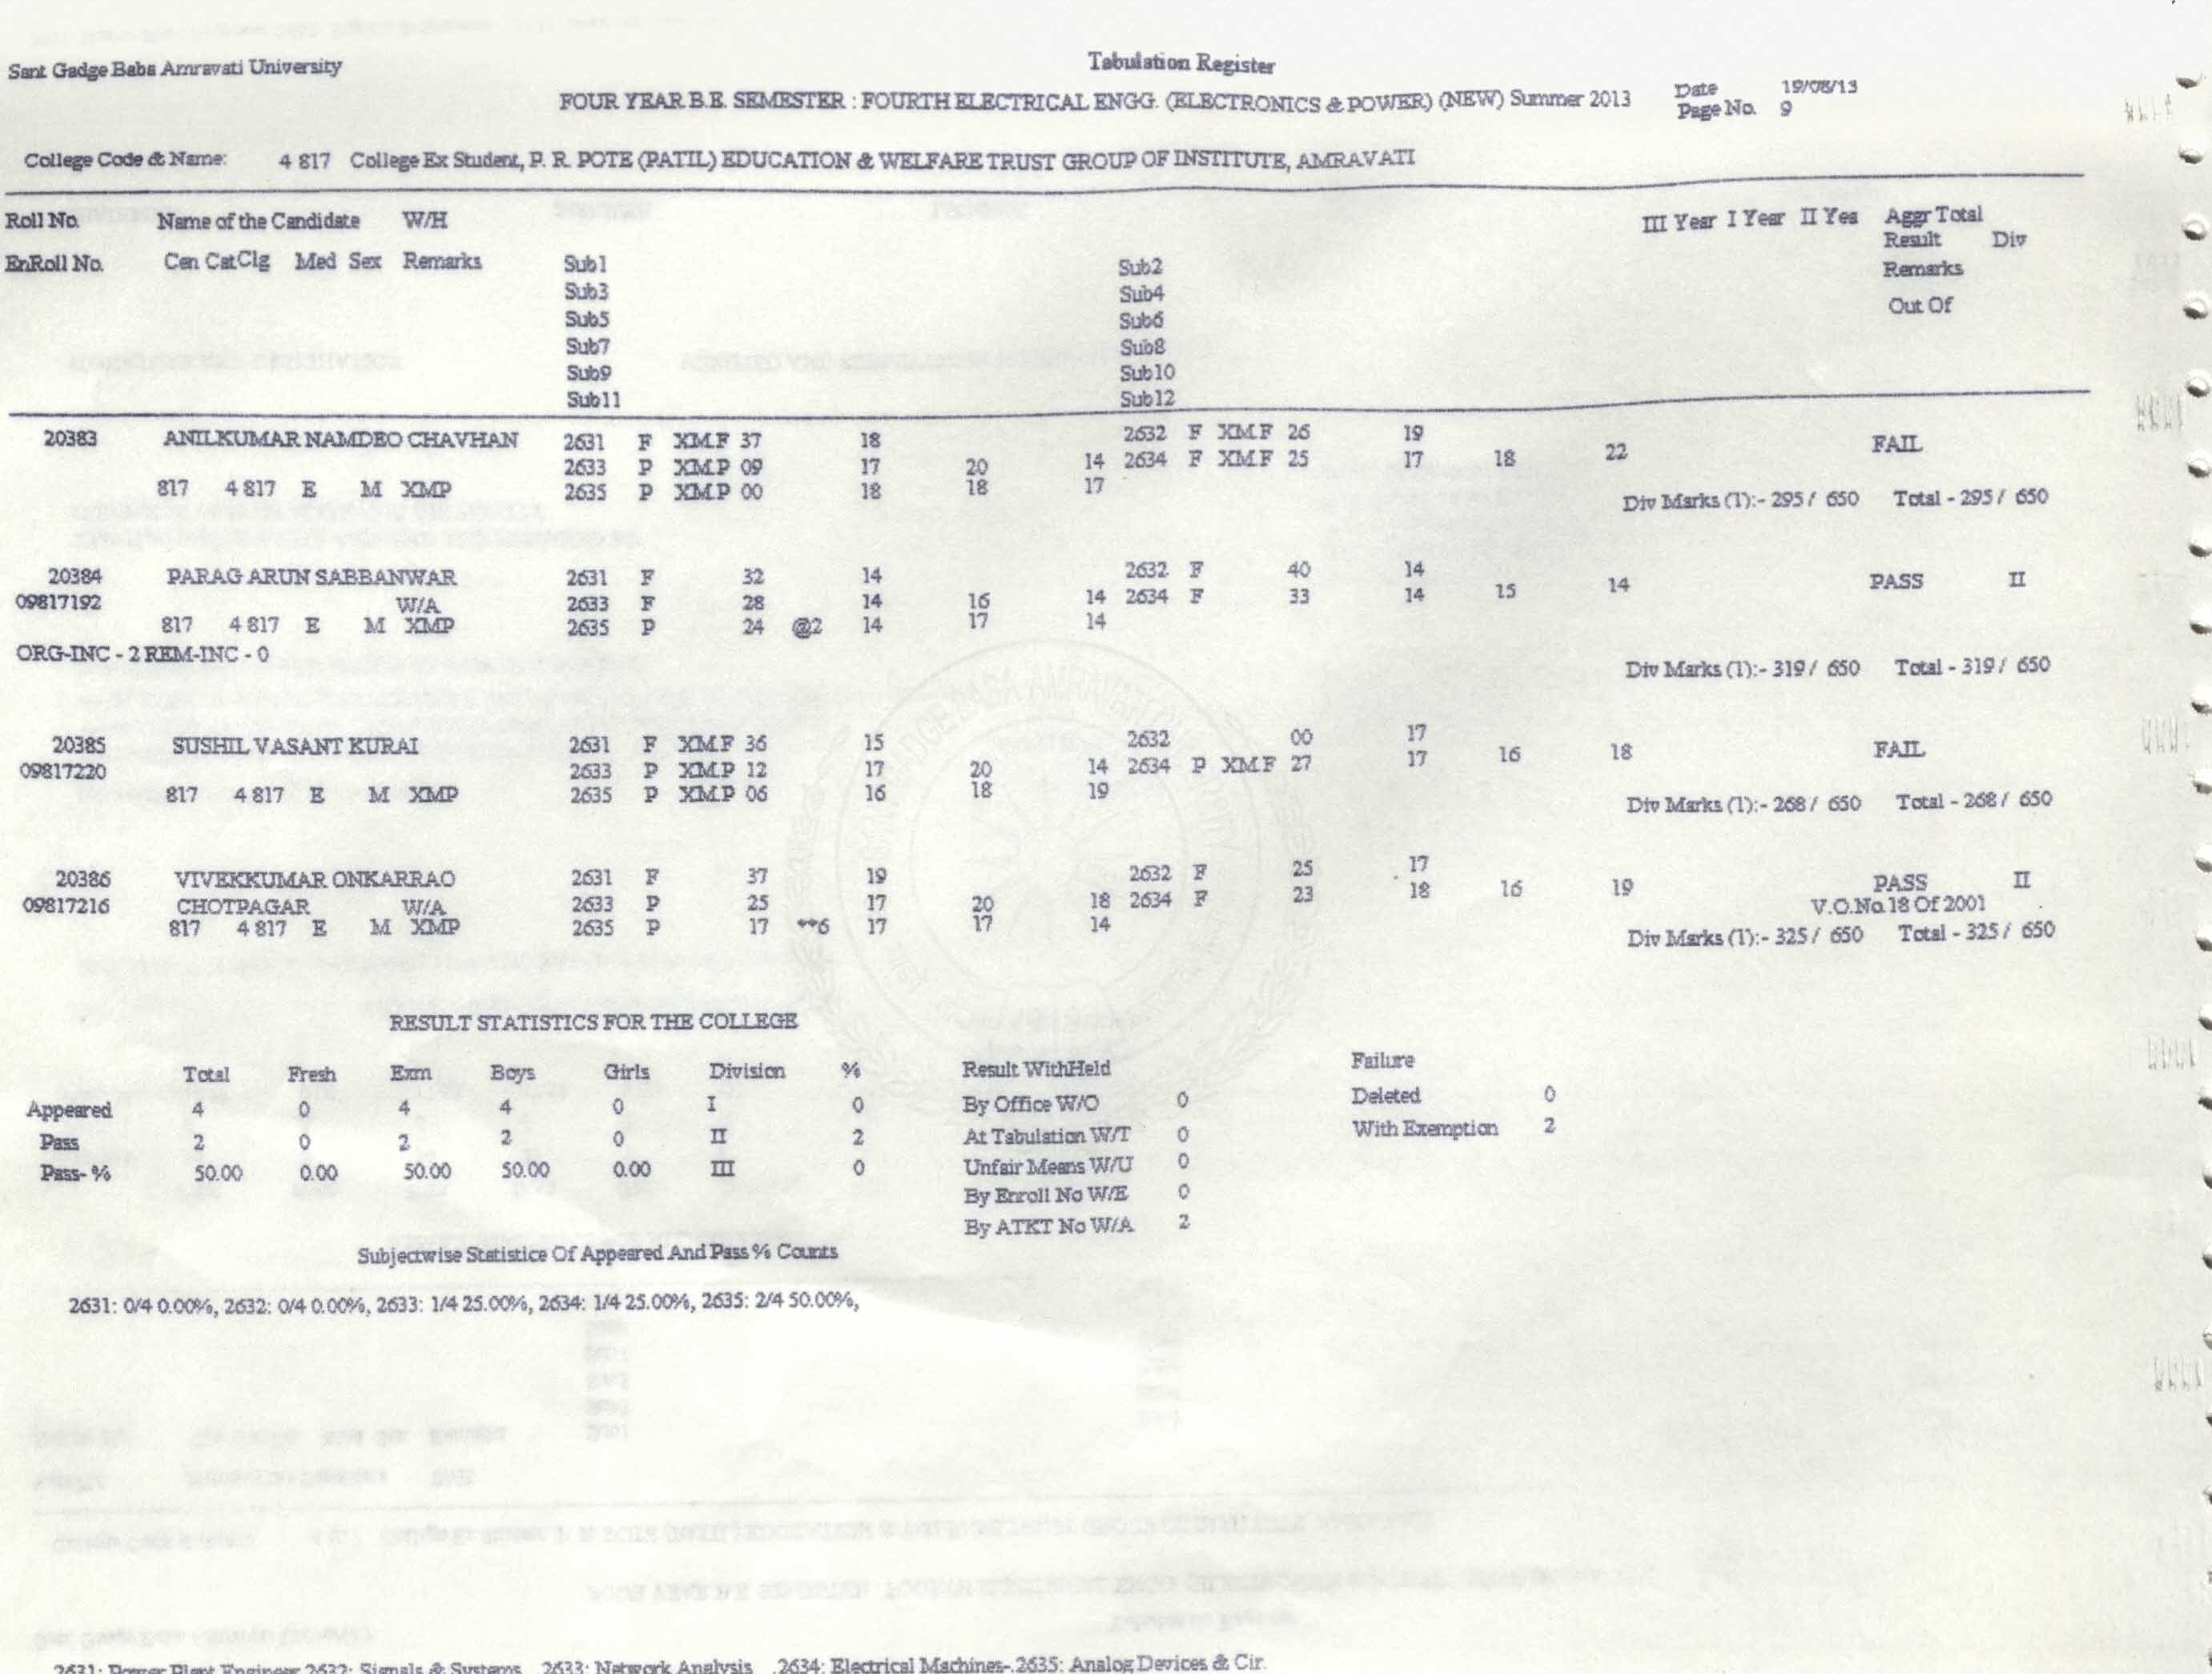 Sant Gadge Baba Amravati University Tabulation Register
FOUR YEAR B.E. SEMESTER : FOURTH ELECTRICAL ENGG. (ELECTRONICS & POWER) (NEW) Summer 2013 Date 19/08/13
Page No. 9
College Code & Name: 4 817 College Ex Student, P. R. POTE (PATIL) EDUCATION & WELFARE TRUST GROUP OF INSTITUTE, AMRAVATI
Roll No. Name of the Candidate W/H III Year I Year II Yea Aggr Total
Result Div
EnRoll No. Cen Cat Clg Med Sex Remarks Sub1 Sub2 Remarks
Sub3 Sub4
Out Of
Sub5 Sub6
Sub7 Sub8
Sub9 Sub10
Sub11 Sub12
20383 ANILKUMAR NAMDEO CHAVHAN 2631 F XM.F 37 18 2632 F XM.F 26 19 FAIL
2633 P XM.P 09 17 20 14 2634 F XM.F 25 17 18 22
817 4 817 E M XMP 2635 P XM.P 00 18 18 17
Div Marks (1):- 295 / 650 Total - 295 / 650
20384 PARAG ARUN SABBANWAR 2631 F 32 14 2632 F 40 14 PASS II
09817192 W/A 2633 F 28 14 16 14 2634 F 33 14 15 14
817 4 817 E M XMP 2635 P 24 @2 14 17 14
ORG-INC - 2 REM-INC - 0
Div Marks (1):- 319 / 650 Total - 319 / 650
20385 SUSHIL VASANT KURAI 2631 F XM.F 36 15 2632 00 17 FAIL
09817220 2633 P XM.P 12 17 20 14 2634 P XM.F 27 17 16 18
817 4 817 E M XMP 2635 P XM.P 06 16 18 19
Div Marks (1):- 268 / 650 Total - 268 / 650
20386 VIVEKKUMAR ONKARRAO 2631 F 37 19 2632 F 25 17 PASS II
09817216 CHOTPAGAR W/A 2633 P 25 17 20 18 2634 F 23 18 16 19
V.O.No.18 Of 2001
817 4 817 E M XMP 2635 P 17 **6 17 17 14
Div Marks (1):- 325 / 650 Total - 325 / 650
RESULT STATISTICS FOR THE COLLEGE
Total Fresh Exm Boys Girls Division % Result WithHeld Failure
Appeared 4 0 4 4 0 I 0 By Office W/O 0 Deleted 0
Pass 2 0 2 2 0 II 2 At Tabulation W/T 0 With Exemption 2
Pass- % 50.00 0.00 50.00 50.00 0.00 III 0 Unfair Means W/U 0
By Enroll No W/E 0
By ATKT No W/A 2
Subjectwise Statistice Of Appeared And Pass % Counts
2631: 0/4 0.00%, 2632: 0/4 0.00%, 2633: 1/4 25.00%, 2634: 1/4 25.00%, 2635: 2/4 50.00%,
2631: Power Plant Engineer 2632: Signals & Systems ,2633: Network Analysis ,2634: Electrical Machines-,2635: Analog Devices & Cir.